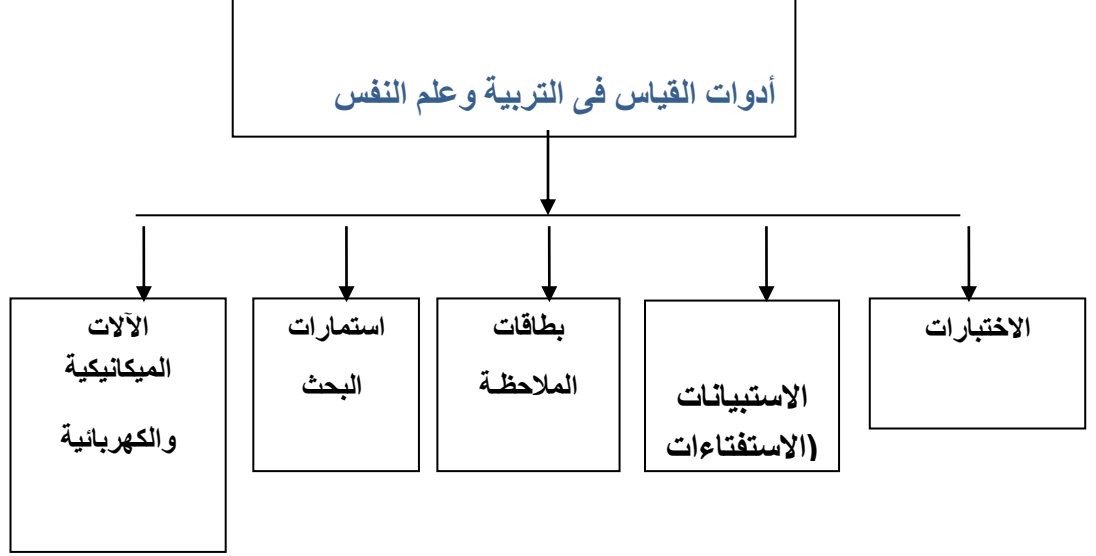 أدوات القياس فى التربية وعلم النفس
الاختبارات
الاستبيانات
(الاستفتاءات
بطاقات
الملاحظـة
استمارات
البحث
الآلات
الميكانيكية
والكهربائية